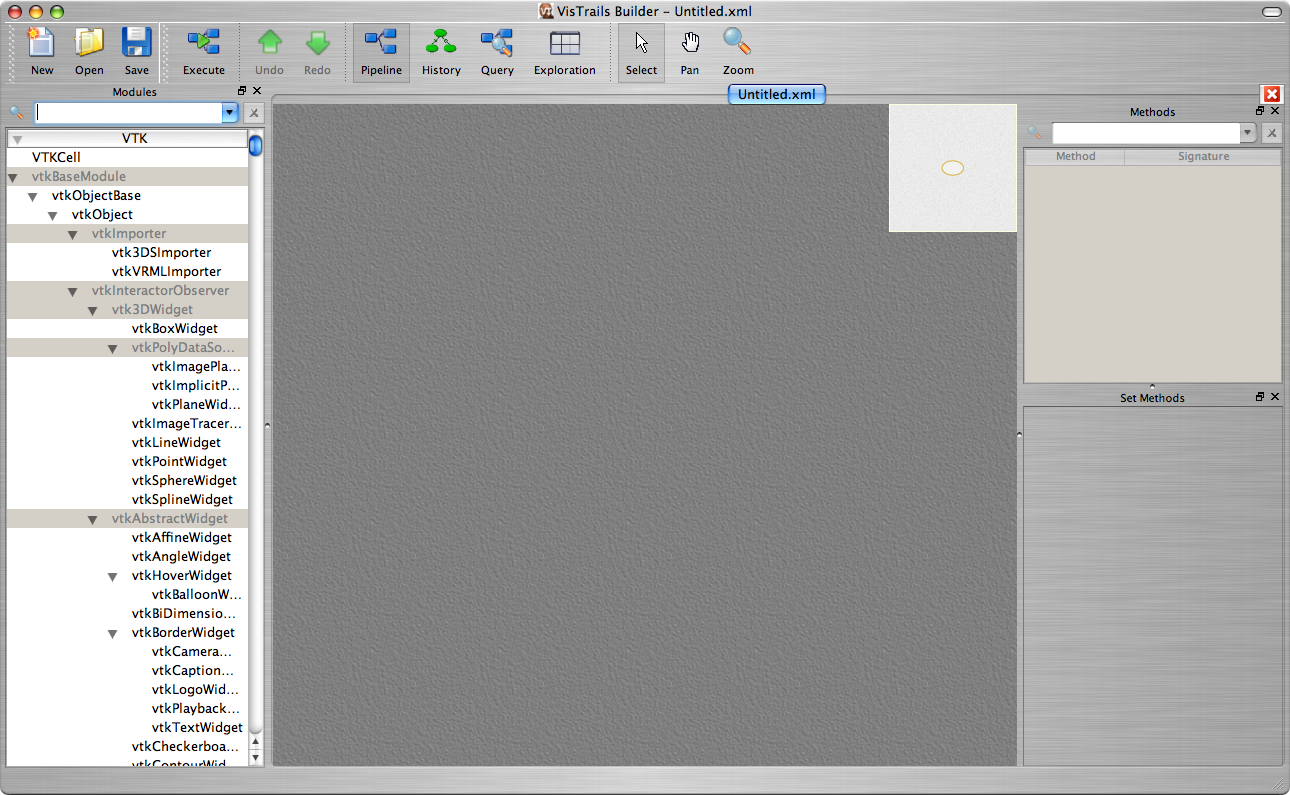 VisTrails Builder - Untitled.xml
New Open Save Execute Undo Redo Pipeline History Query Exploration Select Pan Zoom
Modules
Untitled.xml
VTK
VTKCell
vtkBaseModule
vtkObjectBase
vtkObject
vtkImporter
vtk3DSImporter
vtkVRMLImporter
vtkInteractorObserver
vtk3DWidget
vtkBoxWidget
vtkPolyDataSo...
vtkImagePla...
vtkImplicitP...
vtkPlaneWid...
vtkImageTracer...
vtkLineWidget
vtkPointWidget
vtkSphereWidget
vtkSplineWidget
vtkAbstractWidget
vtkAffineWidget
vtkAngleWidget
vtkHoverWidget
vtkBalloonW...
vtkBiDimensio...
vtkBorderWidget
vtkCamera...
vtkCaption...
vtkLogoWid...
vtkPlayback...
vtkTextWidget
vtkCheckerboa...
vtkContourWid
Methods
Method Signature
Set Methods